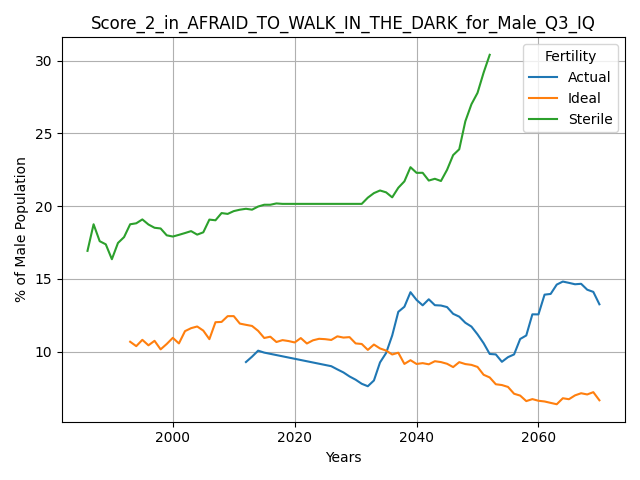 Score_2_in_AFRAID_TO_WALK_IN_THE_DARK_for_Male_Q3_IQ
% of Male Population
30
25
20
15
10
2000
2020
2040
2060
Years
Fertility
Actual
Ideal
Sterile